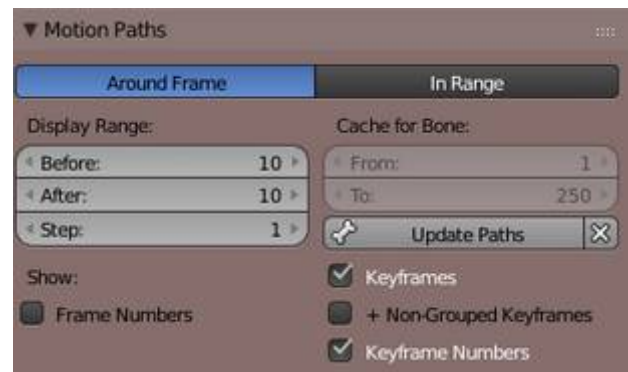 Motion Paths
Around Frame
In Range
Display Range:
Cache for Bone:
Before: 10
From: 1
After: 10
To: 250
Step: 1
Update Paths
Show:
Keyframes
Frame Numbers
+ Non-Grouped Keyframes
Keyframe Numbers